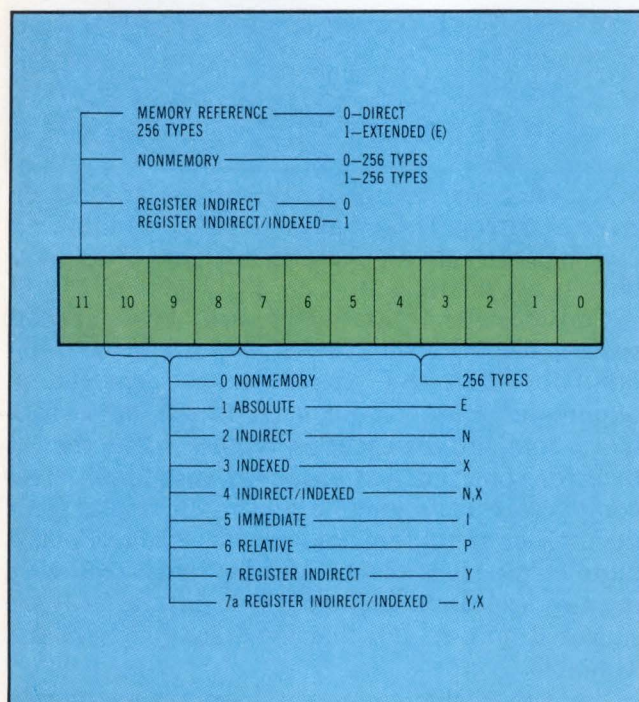 MEMORY REFERENCE 0–DIRECT
256 TYPES 1–EXTENDED (E)
NONMEMORY 0–256 TYPES
1–256 TYPES
REGISTER INDIRECT 0
REGISTER INDIRECT/INDEXED 1
11 10 9 8 7 6 5 4 3 2 1 0
0 NONMEMORY 256 TYPES
1 ABSOLUTE E
2 INDIRECT N
3 INDEXED X
4 INDIRECT/INDEXED N,X
5 IMMEDIATE I
6 RELATIVE P
7 REGISTER INDIRECT Y
7a REGISTER INDIRECT/INDEXED Y,X